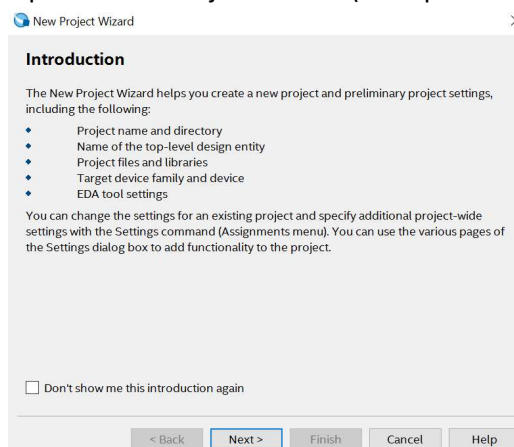 New Project Wizard
Introduction
The New Project Wizard helps you create a new project and preliminary project settings,
including the following:
Project name and directory
Name of the top-level design entity
Project files and libraries
Target device family and device
EDA tool settings
You can change the settings for an existing project and specify additional project-wide
settings with the Settings command (Assignments menu). You can use the various pages of
the Settings dialog box to add functionality to the project.
Don't show me this introduction again
< Back Next > Finish Cancel Help